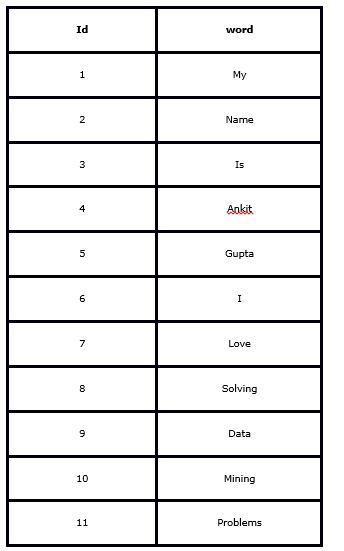 Id word
1 My
2 Name
3 Is
4 Ankit
5 Gupta
6 I
7 Love
8 Solving
9 Data
10 Mining
11 Problems